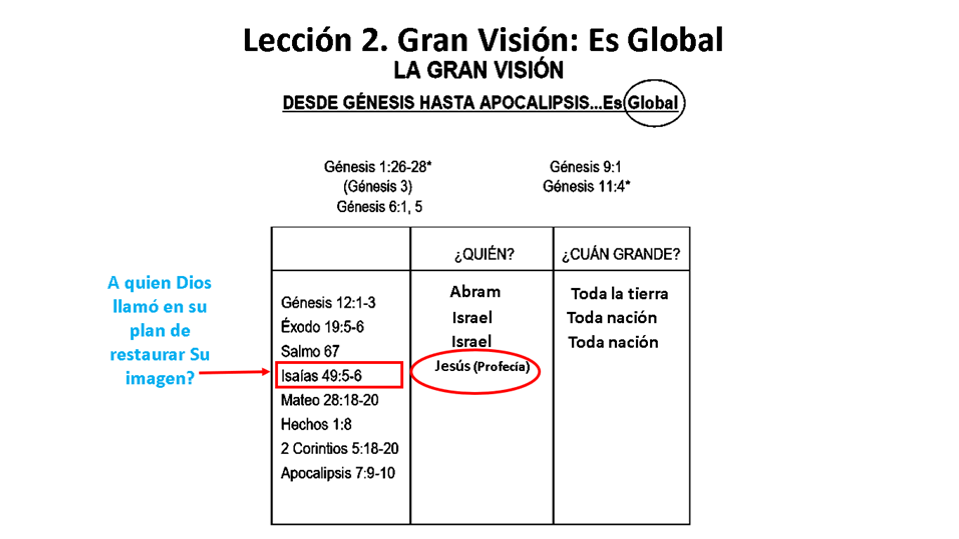 Lección 2. Gran Visión: Es Global
LA GRAN VISIÓN
DESDE GÉNESIS HASTA APOCALIPSIS...Es Global
Génesis 1:26-28*
(Génesis 3)
Génesis 6:1, 5
Génesis 9:1
Génesis 11:4*
A quien Dios
llamó en su
plan de
restaurar Su
imagen?
¿QUIÉN? ¿CUÁN GRANDE?
Génesis 12:1-3 Abram Toda la tierra
Éxodo 19:5-6 Israel Toda nación
Salmo 67 Israel Toda nación
Isaías 49:5-6 Jesús (Profecía)
Mateo 28:18-20
Hechos 1:8
2 Corintios 5:18-20
Apocalipsis 7:9-10